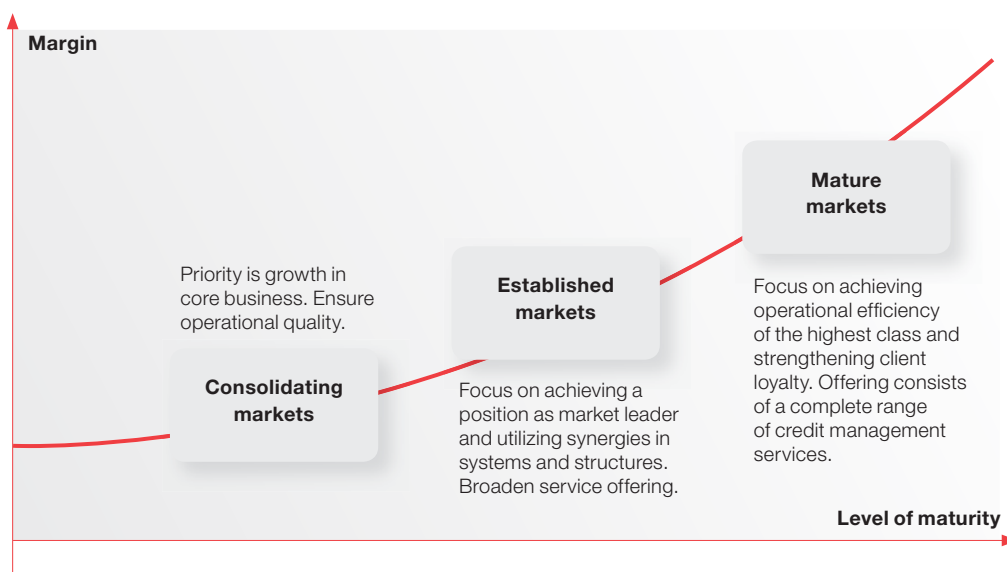 Margin
Priority is growth in
core business. Ensure
operational quality.
Consolidating
markets
Established
markets
Focus on achieving a
position as market leader
and utilizing synergies in
systems and structures.
Broaden service offering.
Mature
markets
Focus on achieving
operational efficiency
of the highest class and
strengthening client
loyalty. Offering consists
of a complete range
of credit management
services.
Level of maturity